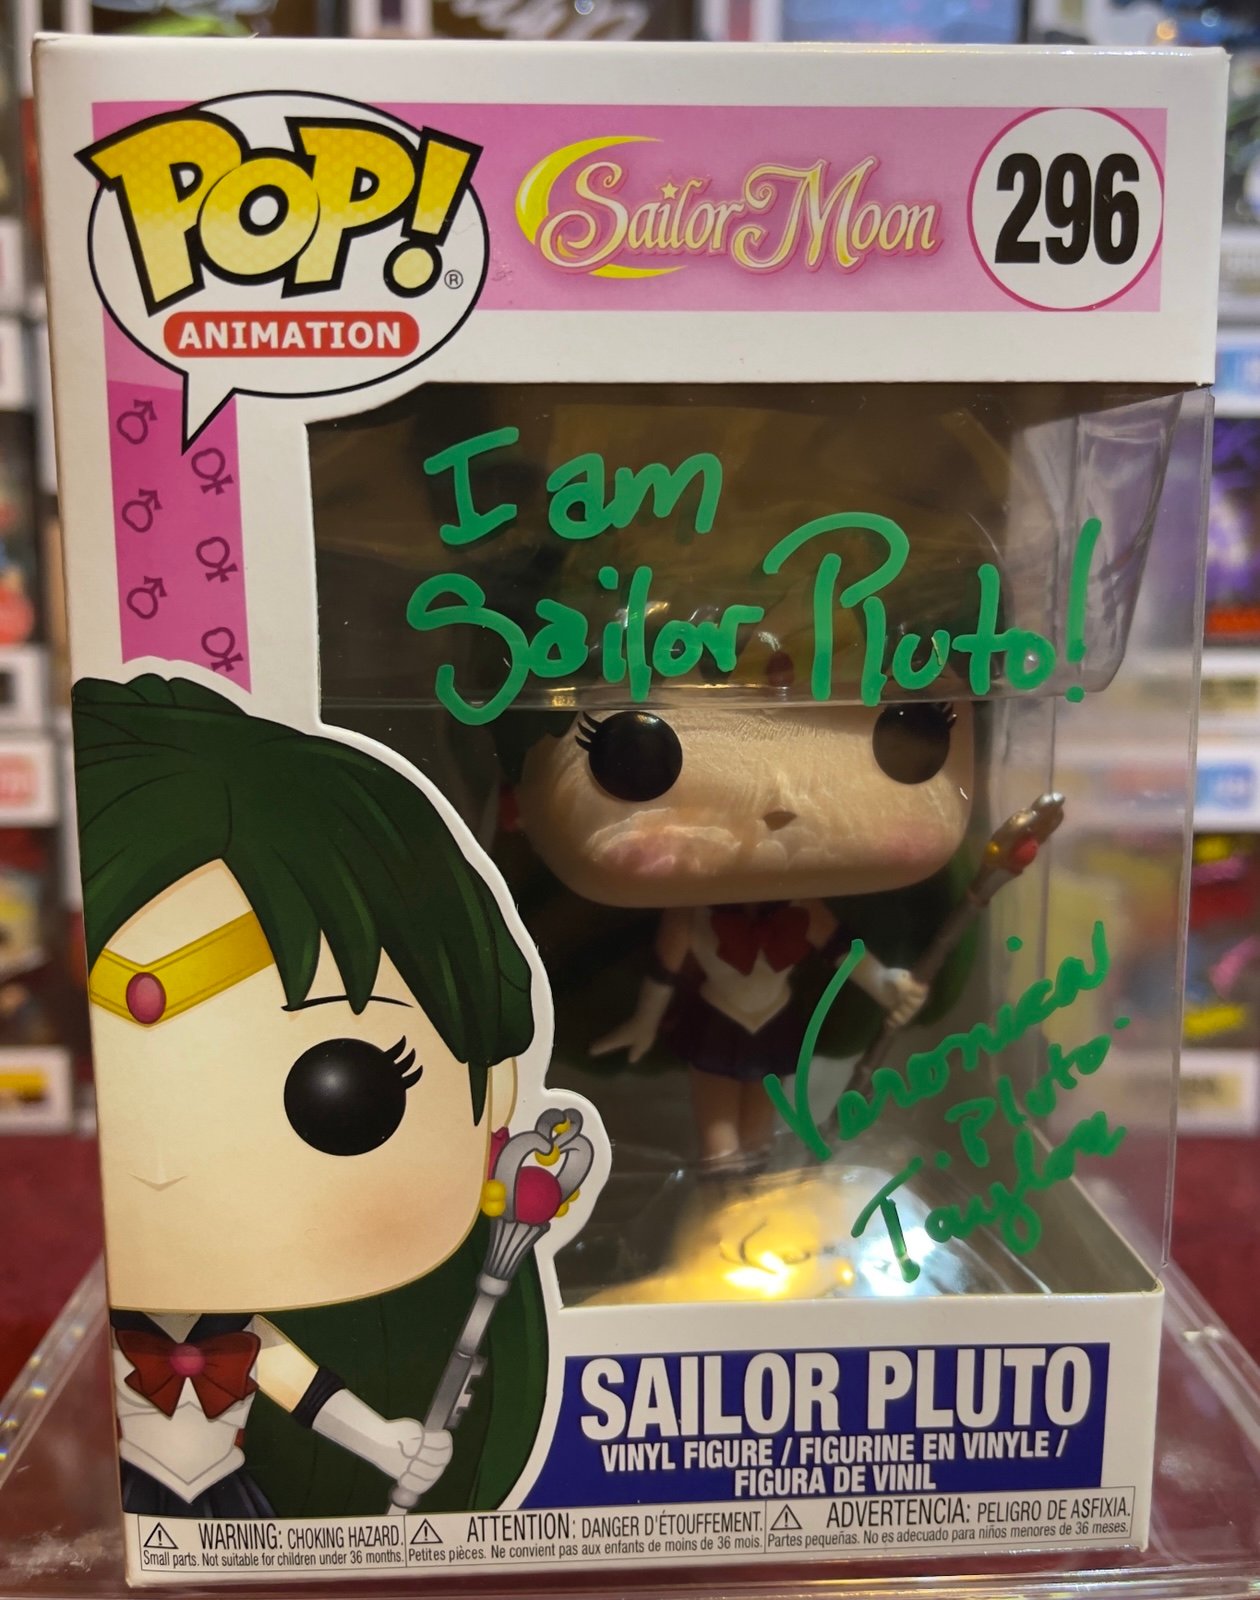 POP!®
ANIMATION
Sailor Moon
296
I am
Sailor Pluto!
Veronica
"Pluto"
Taylor
SAILOR PLUTO
VINYL FIGURE / FIGURINE EN VINYLE /
FIGURA DE VINIL
WARNING: CHOKING HAZARD.
Small parts. Not suitable for children under 36 months.
ATTENTION: DANGER D'ÉTOUFFEMENT.
Petites pièces. Ne convient pas aux enfants de moins de 36 mois.
ADVERTENCIA: PELIGRO DE ASFIXIA.
Partes pequeñas. No es adecuado para niños menores de 36 meses.